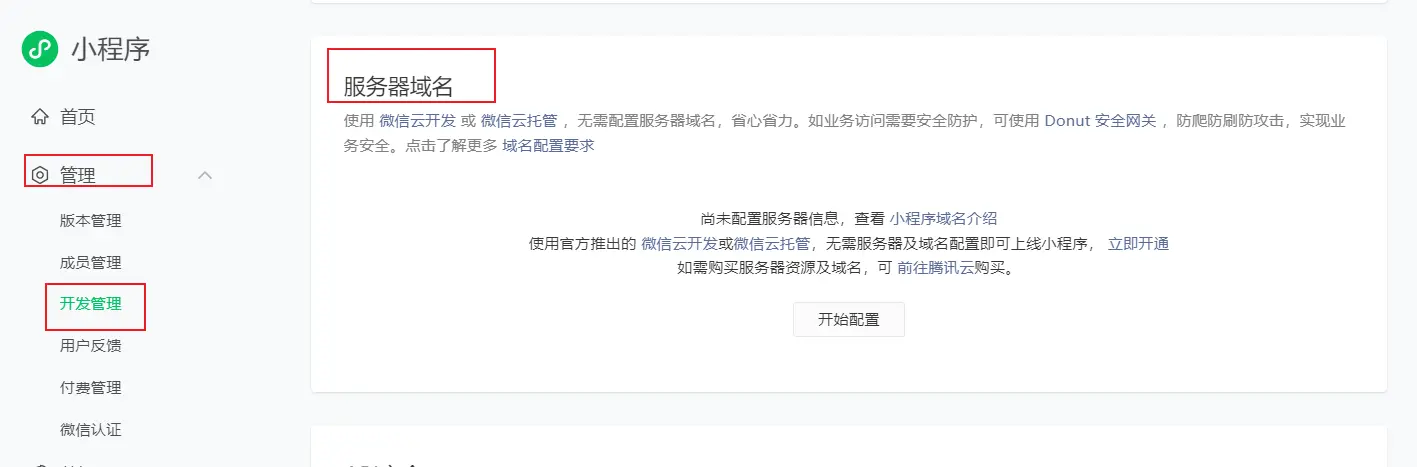 小程序
首页
管理
版本管理
成员管理
开发管理
用户反馈
付费管理
微信认证
服务器域名
使用 微信云开发 或 微信云托管 ，无需配置服务器域名，省心省力。如业务访问需要安全防护，可使用 Donut 安全网关 ，防爬防刷防攻击，实现业
务安全。点击了解更多 域名配置要求
尚未配置服务器信息，查看 小程序域名介绍
使用官方推出的 微信云开发或微信云托管，无需服务器及域名配置即可上线小程序， 立即开通
如需购买服务器资源及域名，可 前往腾讯云购买。
开始配置